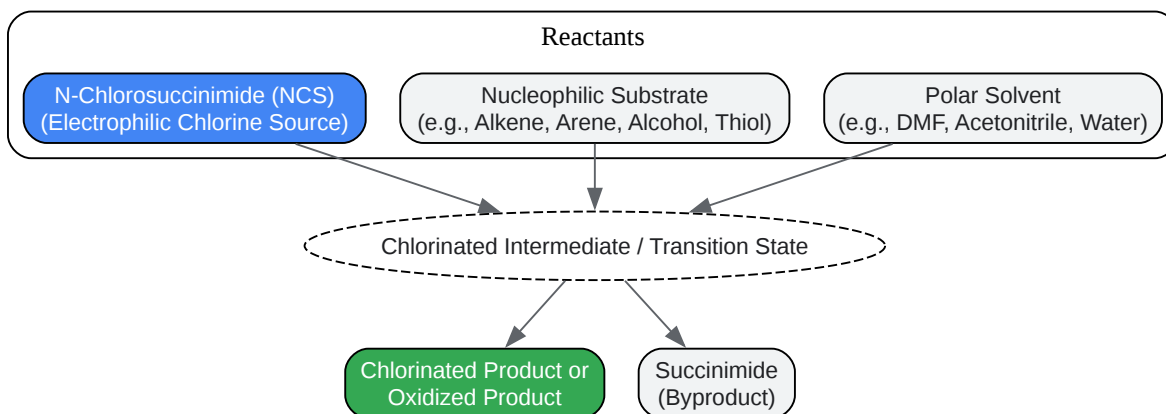 Reactants
N-Chlorosuccinimide (NCS)
(Electrophilic Chlorine Source)
Nucleophilic Substrate
(e.g., Alkene, Arene, Alcohol, Thiol)
Polar Solvent
(e.g., DMF, Acetonitrile, Water)
Chlorinated Intermediate / Transition State
Chlorinated Product or
Oxidized Product
Succinimide
(Byproduct)